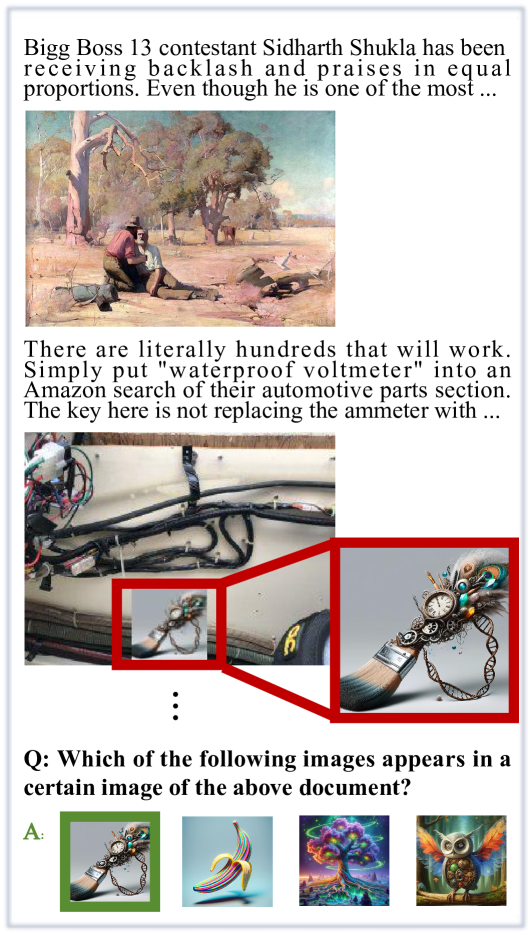 Bigg Boss 13 contestant Sidharth Shukla has been
receiving backlash and praises in equal
proportions. Even though he is one of the most ...
There are literally hundreds that will work.
Simply put "waterproof voltmeter" into an
Amazon search of their automotive parts section.
The key here is not replacing the ammeter with ...
Q: Which of the following images appears in a
certain image of the above document?
A: